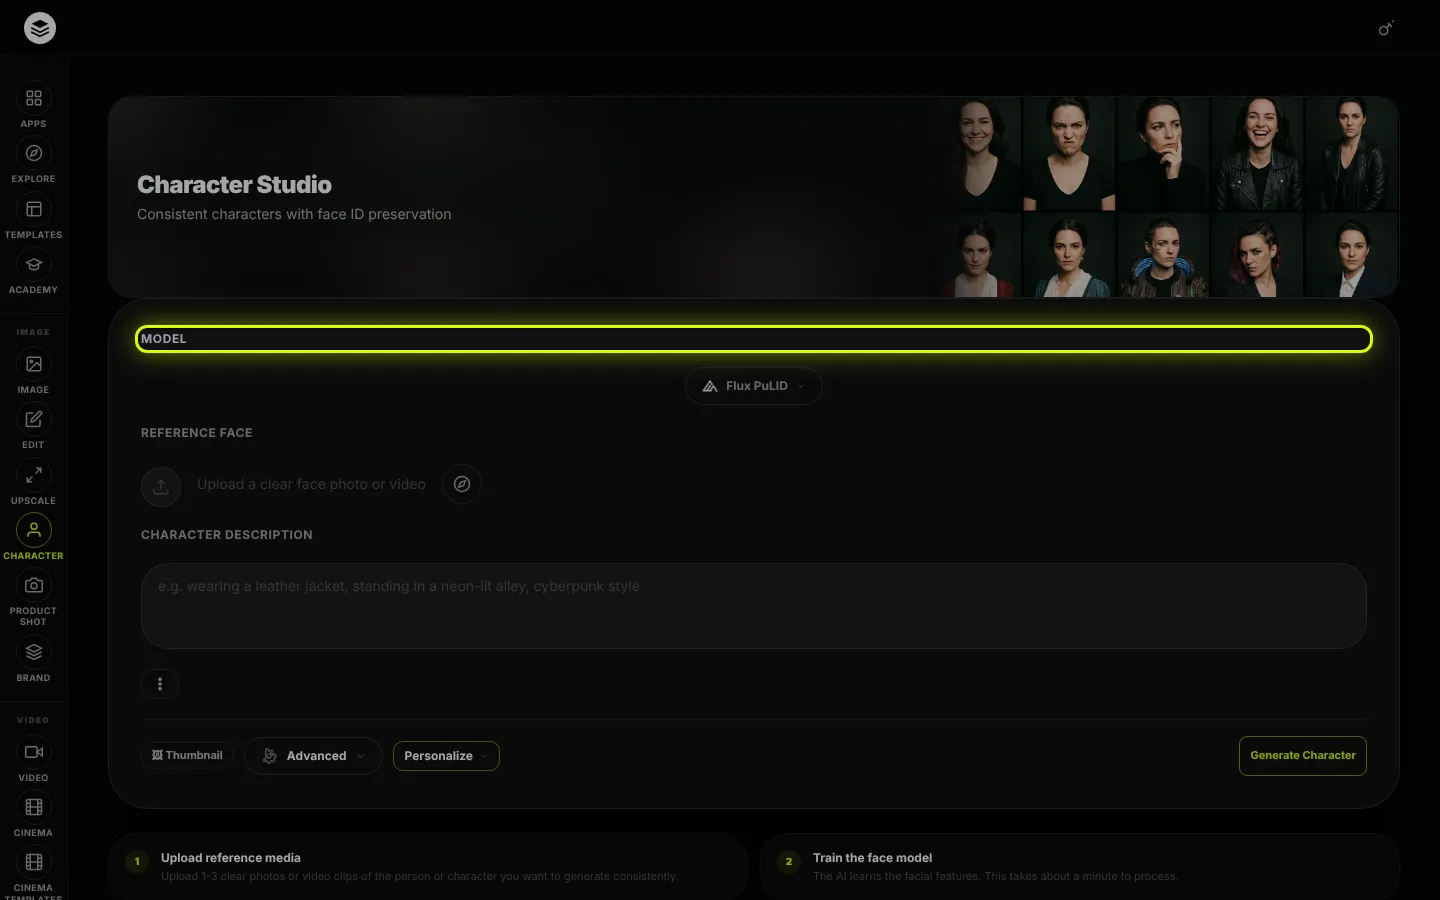 APPS
EXPLORE
TEMPLATES
ACADEMY
IMAGE
IMAGE
EDIT
UPSCALE
CHARACTER
PRODUCT
SHOT
BRAND
VIDEO
VIDEO
CINEMA
CINEMA
TEMPLATES
Character Studio
Consistent characters with face ID preservation
MODEL
Flux PuLID
REFERENCE FACE
Upload a clear face photo or video
CHARACTER DESCRIPTION
e.g. wearing a leather jacket, standing in a neon-lit alley, cyberpunk style
Thumbnail
Advanced
Personalize
Generate Character
1
Upload reference media
Upload 1-3 clear photos or video clips of the person or character you want to generate consistently.
2
Train the face model
The AI learns the facial features. This takes about a minute to process.